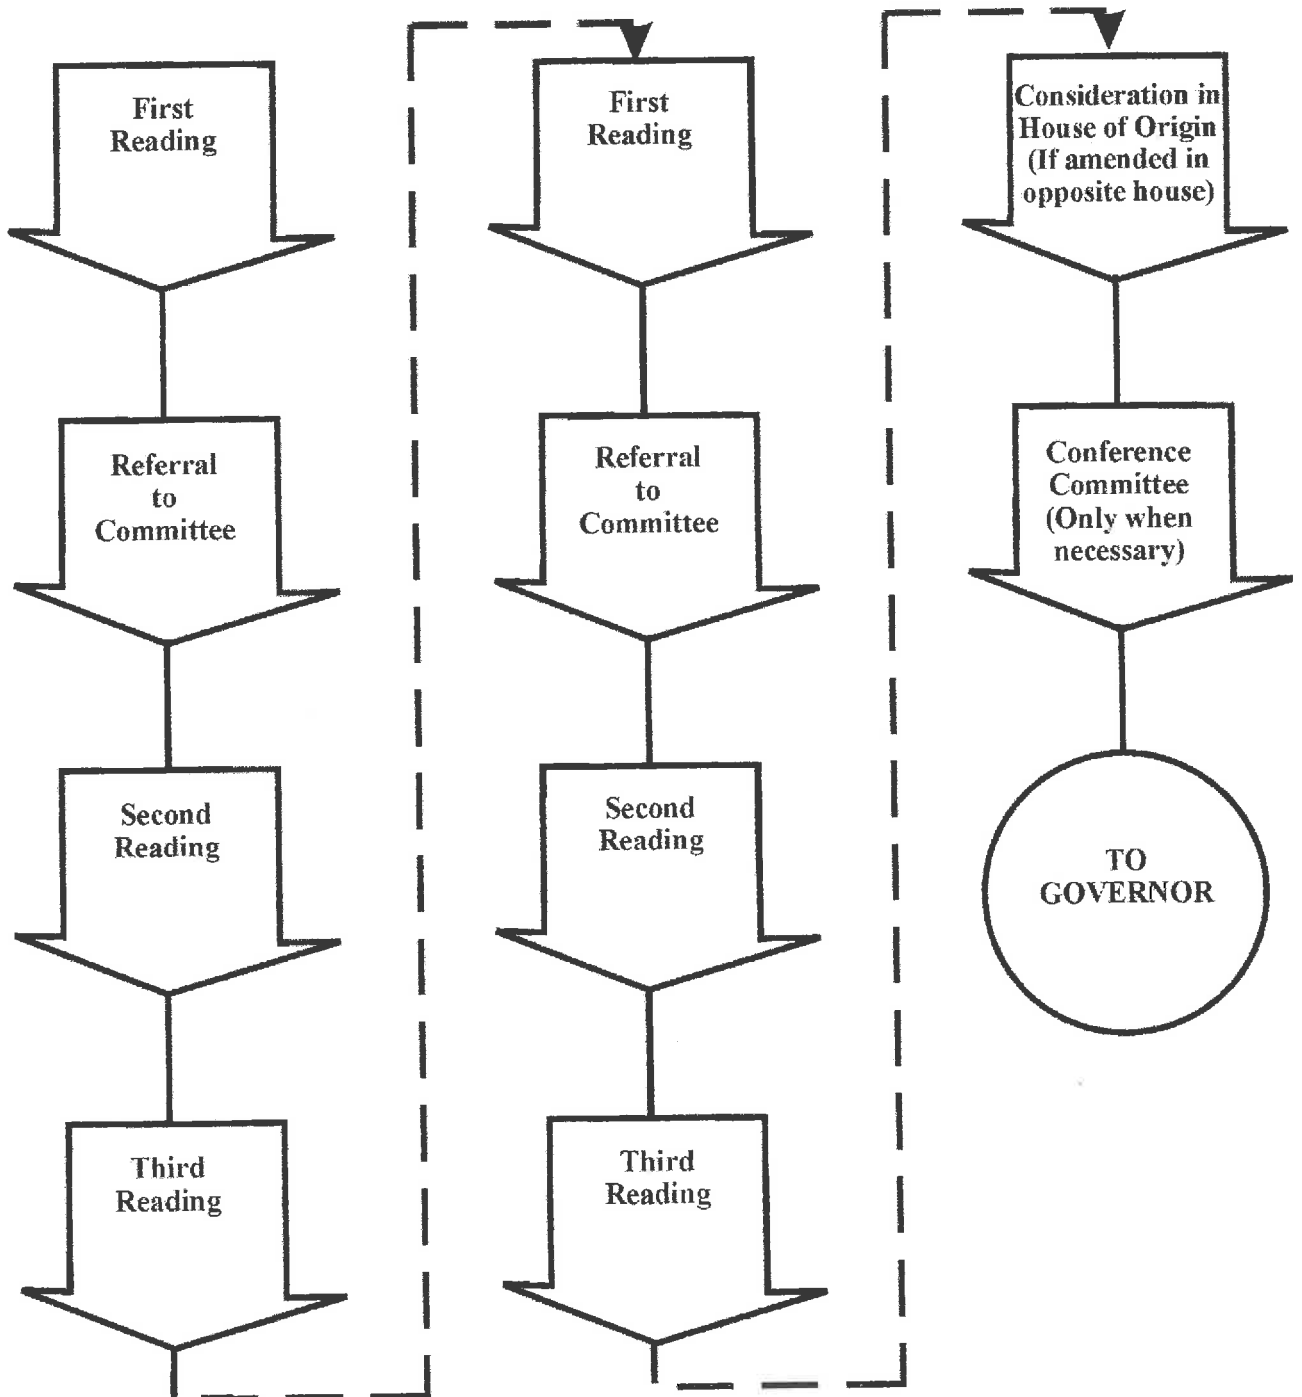 First
Reading
Referral
to
Committee
Second
Reading
Third
Reading
First
Reading
Referral
to
Committee
Second
Reading
Third
Reading
Consideration in
House of Origin
(If amended in
opposite house)
Conference
Committee
(Only when
necessary)
TO
GOVERNOR